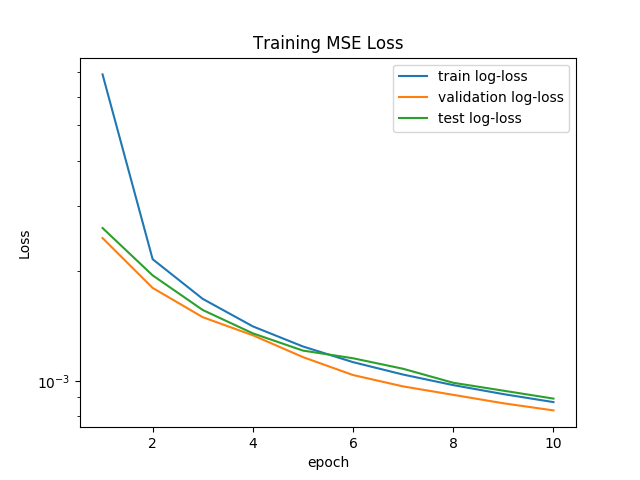 Training MSE Loss
train log-loss
validation log-loss
test log-loss
Loss
10⁻³
2 4 6 8 10
epoch